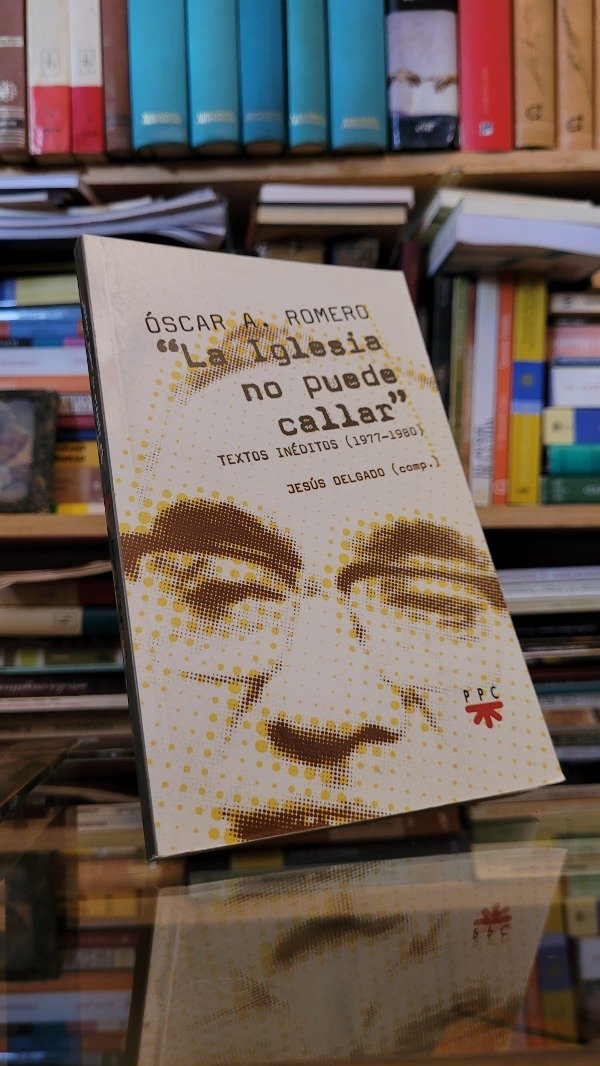 ÓSCAR A. ROMERO
“La Iglesia
no puede
callar”
TEXTOS INÉDITOS (1977-1980)
JESÚS DELGADO (comp.)
PPC